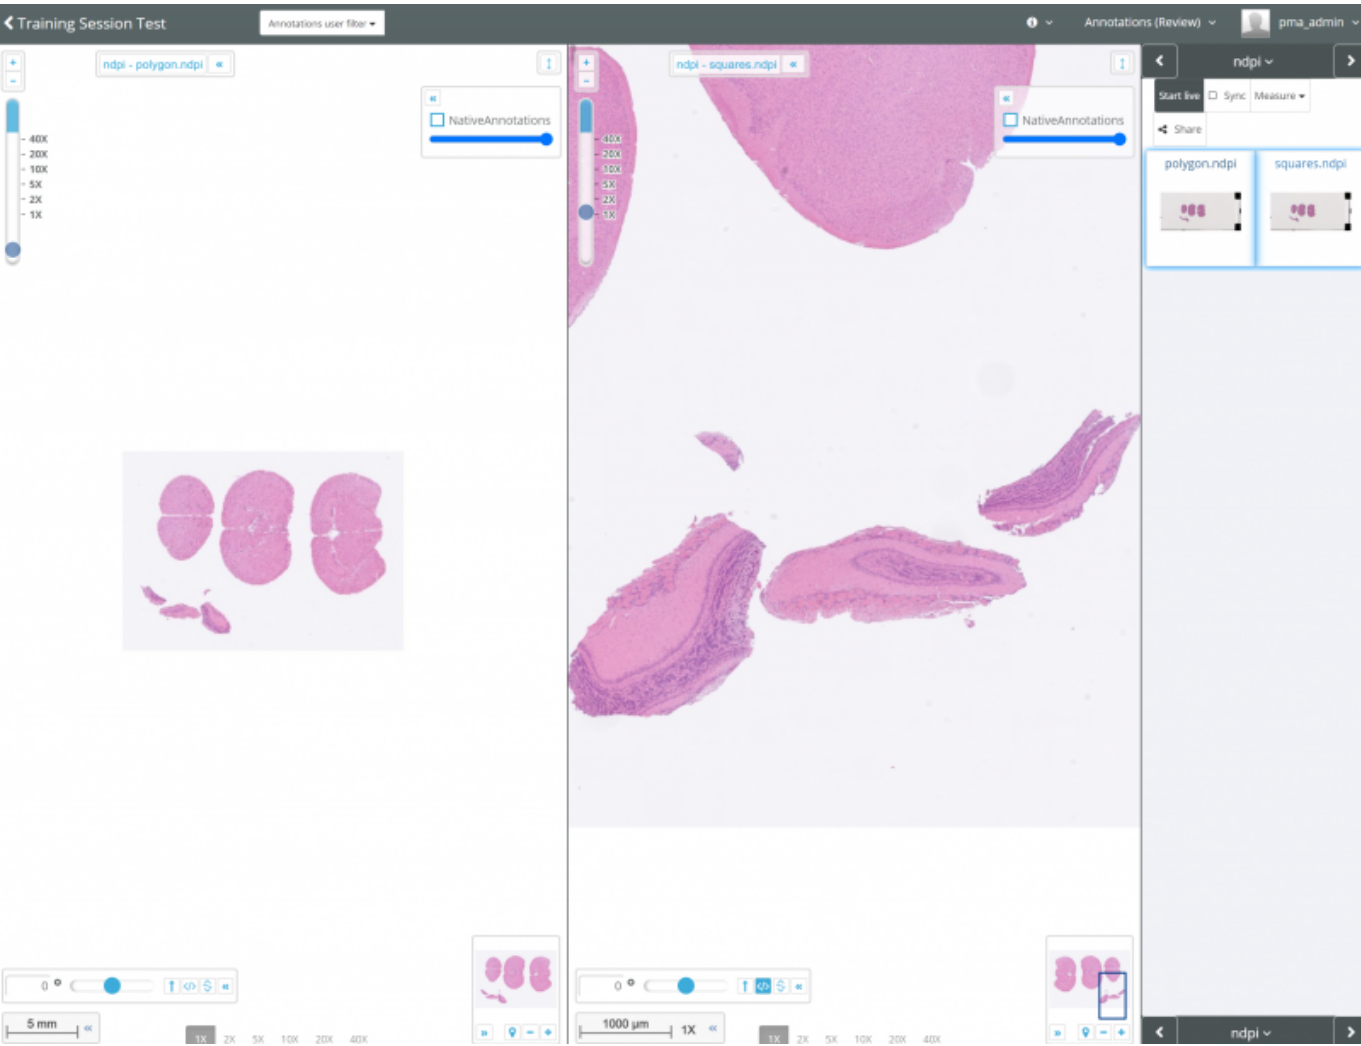 Training Session Test
Annotations user filter
Annotations (Review)
pma_admin
ndpi - polygon.ndpi
«
NativeAnnotations
40X
20X
10X
5X
2X
1X
0 °
5 mm
1X 2X 5X 10X 20X 40X
ndpi - squares.ndpi
«
NativeAnnotations
40X
20X
10X
5X
2X
1X
0 °
1000 µm
1X
1X 2X 5X 10X 20X 40X
ndpi
Start live
Sync
Measure
Share
polygon.ndpi
squares.ndpi
ndpi